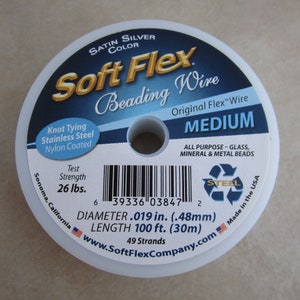 SATIN SILVER
COLOR
Soft Flex®
Beading Wire
Original Flex™ Wire
MEDIUM
Knot Tying
Stainless Steel
Nylon Coated
ALL PURPOSE - GLASS,
MINERAL & METAL BEADS
Test
Strength
26 lbs.
6 39336 03847 2
STEEL
Sonoma, California
Made in the USA
DIAMETER .019 in. (.48mm)
LENGTH 100 ft. (30m)
49 Strands
www.SoftFlexCompany.com